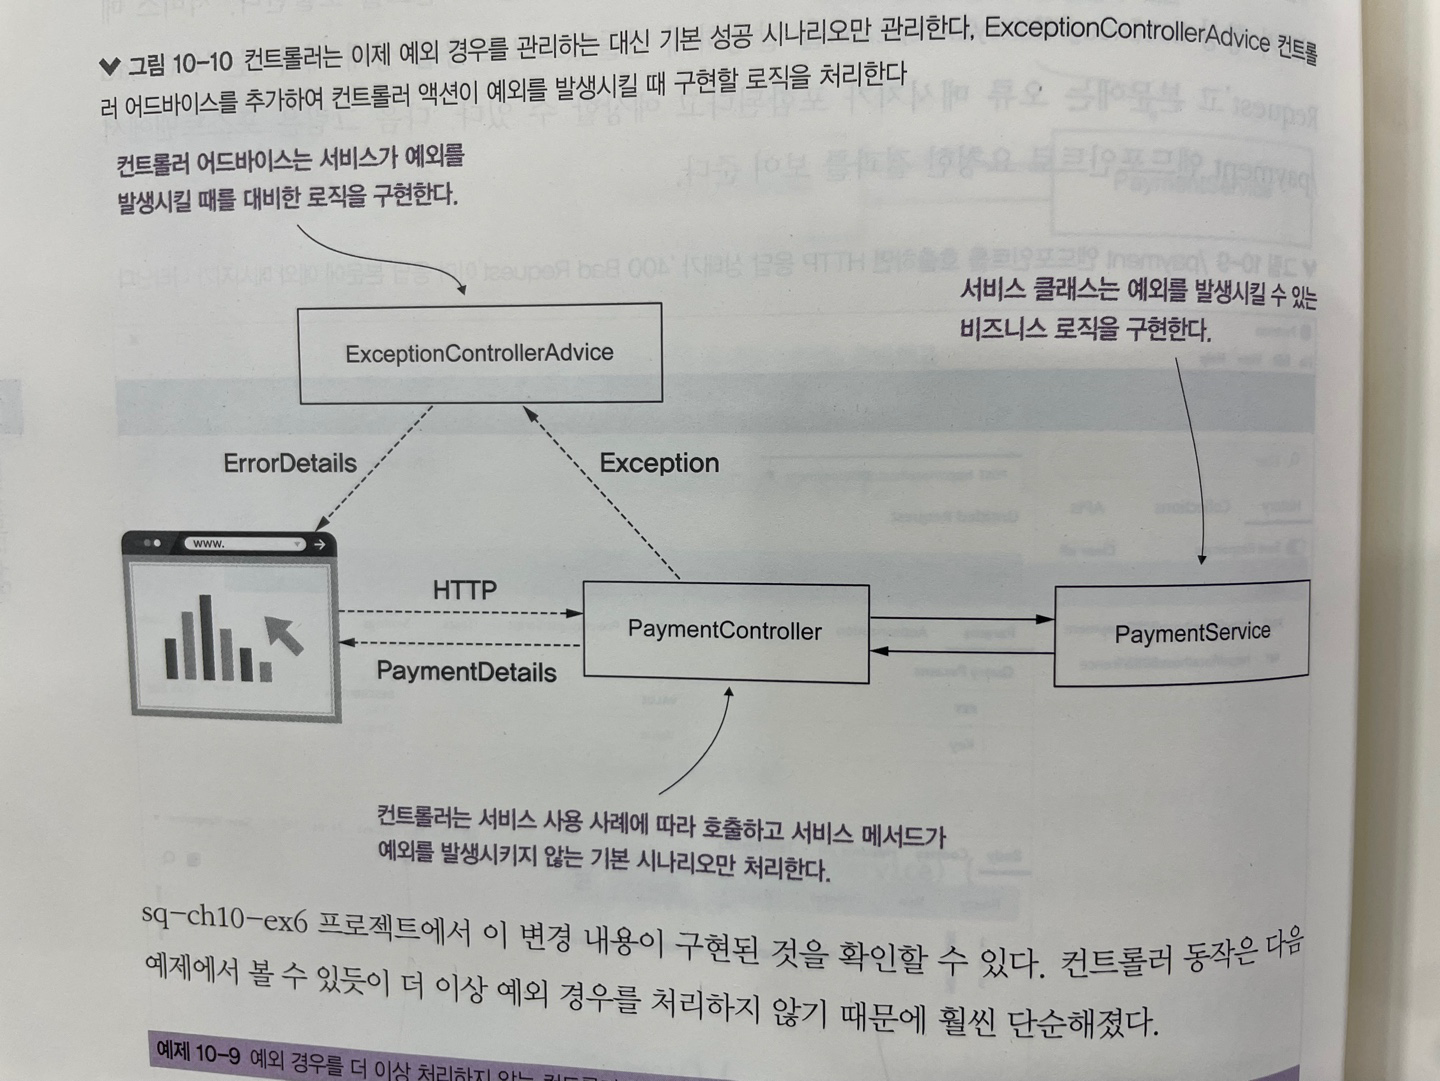 그림 10-10 컨트롤러는 이제 예외 경우를 관리하는 대신 기본 성공 시나리오만 관리한다, ExceptionControllerAdvice 컨트롤
러 어드바이스를 추가하여 컨트롤러 액션이 예외를 발생시킬 때 구현할 로직을 처리한다
컨트롤러 어드바이스는 서비스가 예외를
발생시킬 때를 대비한 로직을 구현한다.
서비스 클래스는 예외를 발생시킬 수 있는
비즈니스 로직을 구현한다.
ExceptionControllerAdvice
ErrorDetails
Exception
www.
HTTP
PaymentController
PaymentService
PaymentDetails
컨트롤러는 서비스 사용 사례에 따라 호출하고 서비스 메서드가
예외를 발생시키지 않는 기본 시나리오만 처리한다.
sq-ch10-ex6 프로젝트에서 이 변경 내용이 구현된 것을 확인할 수 있다. 컨트롤러 동작은 다음
예제에서 볼 수 있듯이 더 이상 예외 경우를 처리하지 않기 때문에 훨씬 단순해졌다.
예제 10-9 예외 경우를 더 이상 처리하지 않는